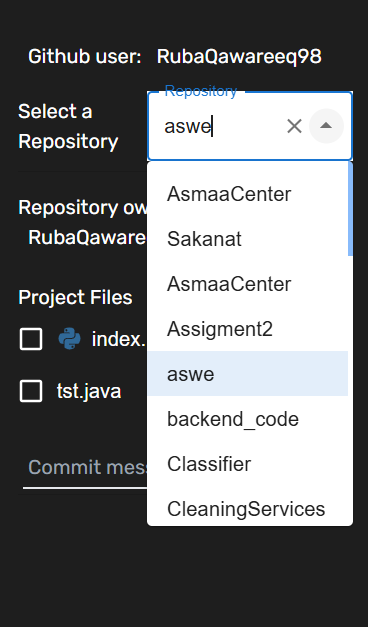 Github user: RubaQawareeq98
Select a
Repository
Repository
aswe
AsmaaCenter
Sakanat
AsmaaCenter
Assigment2
aswe
backend_code
Classifier
CleaningServices
Repository ow
RubaQaware
Project Files
index.
tst.java
Commit mes